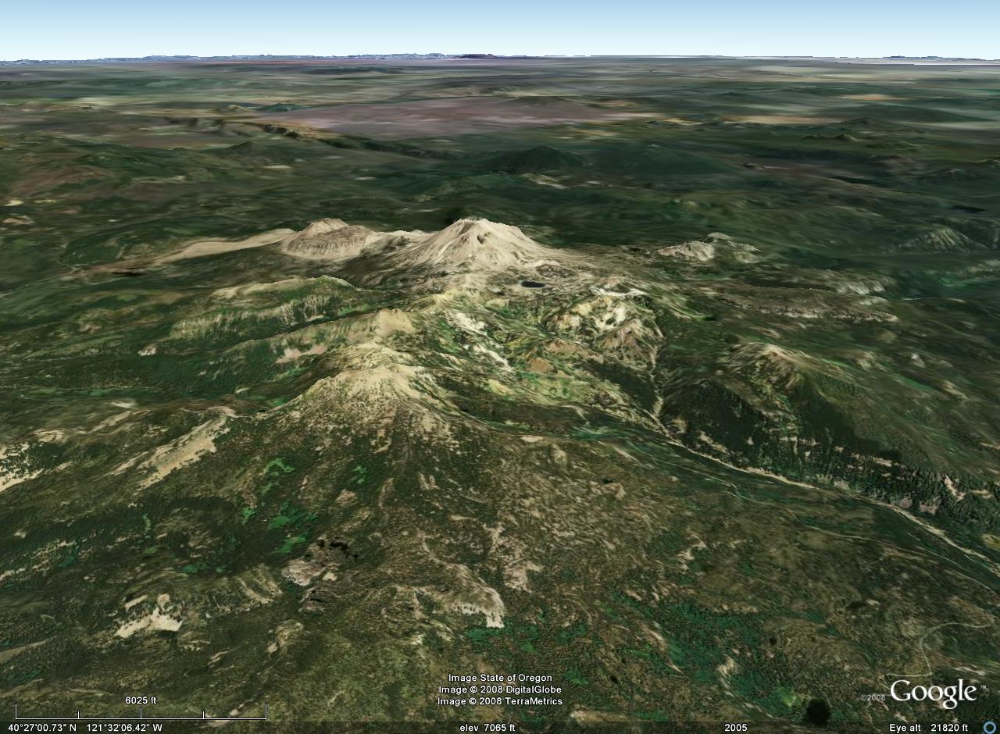 6025 ft
Image State of Oregon
Image © 2008 DigitalGlobe
Image © 2008 TerraMetrics
©2008 Google™
40°27'00.73" N 121°32'06.42" W elev 7065 ft 2005 Eye alt 21820 ft